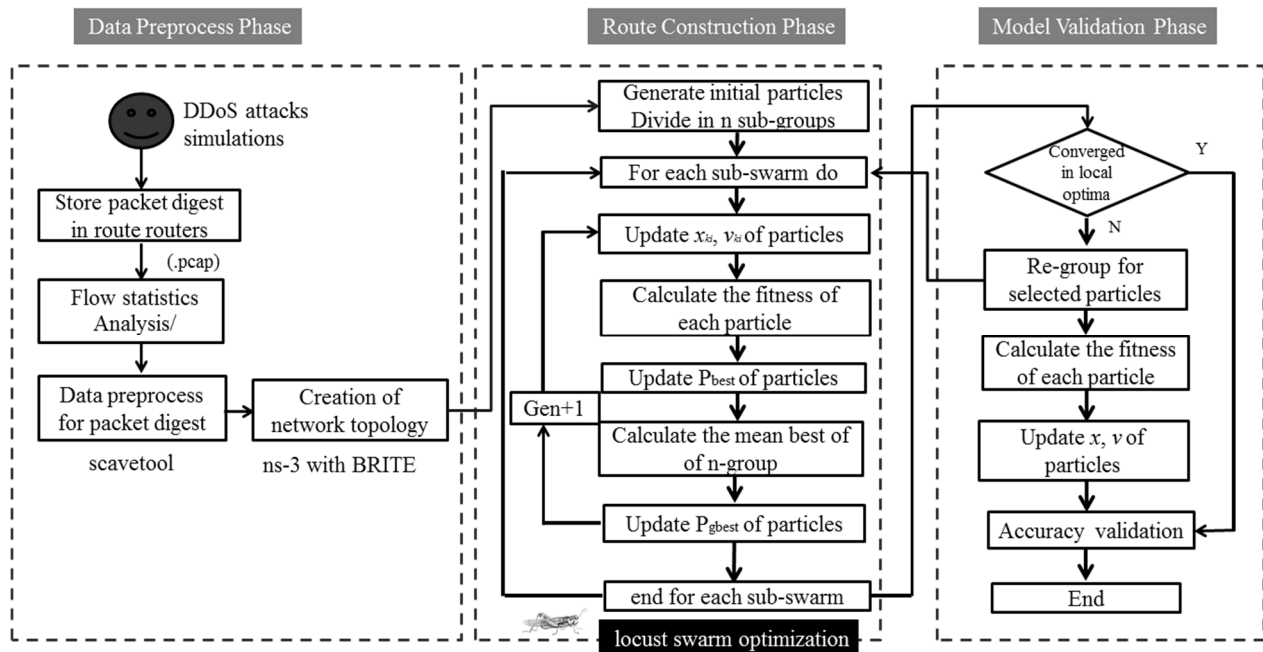 Data Preprocess Phase
DDoS attacks
simulations
Store packet digest
in route routers
(.pcap)
Flow statistics
Analysis/
Data preprocess
for packet digest
scavetool
Creation of
network topology
ns-3 with BRITE
Route Construction Phase
Generate initial particles
Divide in n sub-groups
For each sub-swarm do
Update xki, vki of particles
Calculate the fitness of
each particle
Update Pbest of particles
Gen+1
Calculate the mean best of
of n-group
Update Pgbest of particles
end for each sub-swarm
locust swarm optimization
Model Validation Phase
Converged
in local
optima
Y
N
Re-group for
selected particles
Calculate the fitness
of each particle
Update x, v of
particles
Accuracy validation
End